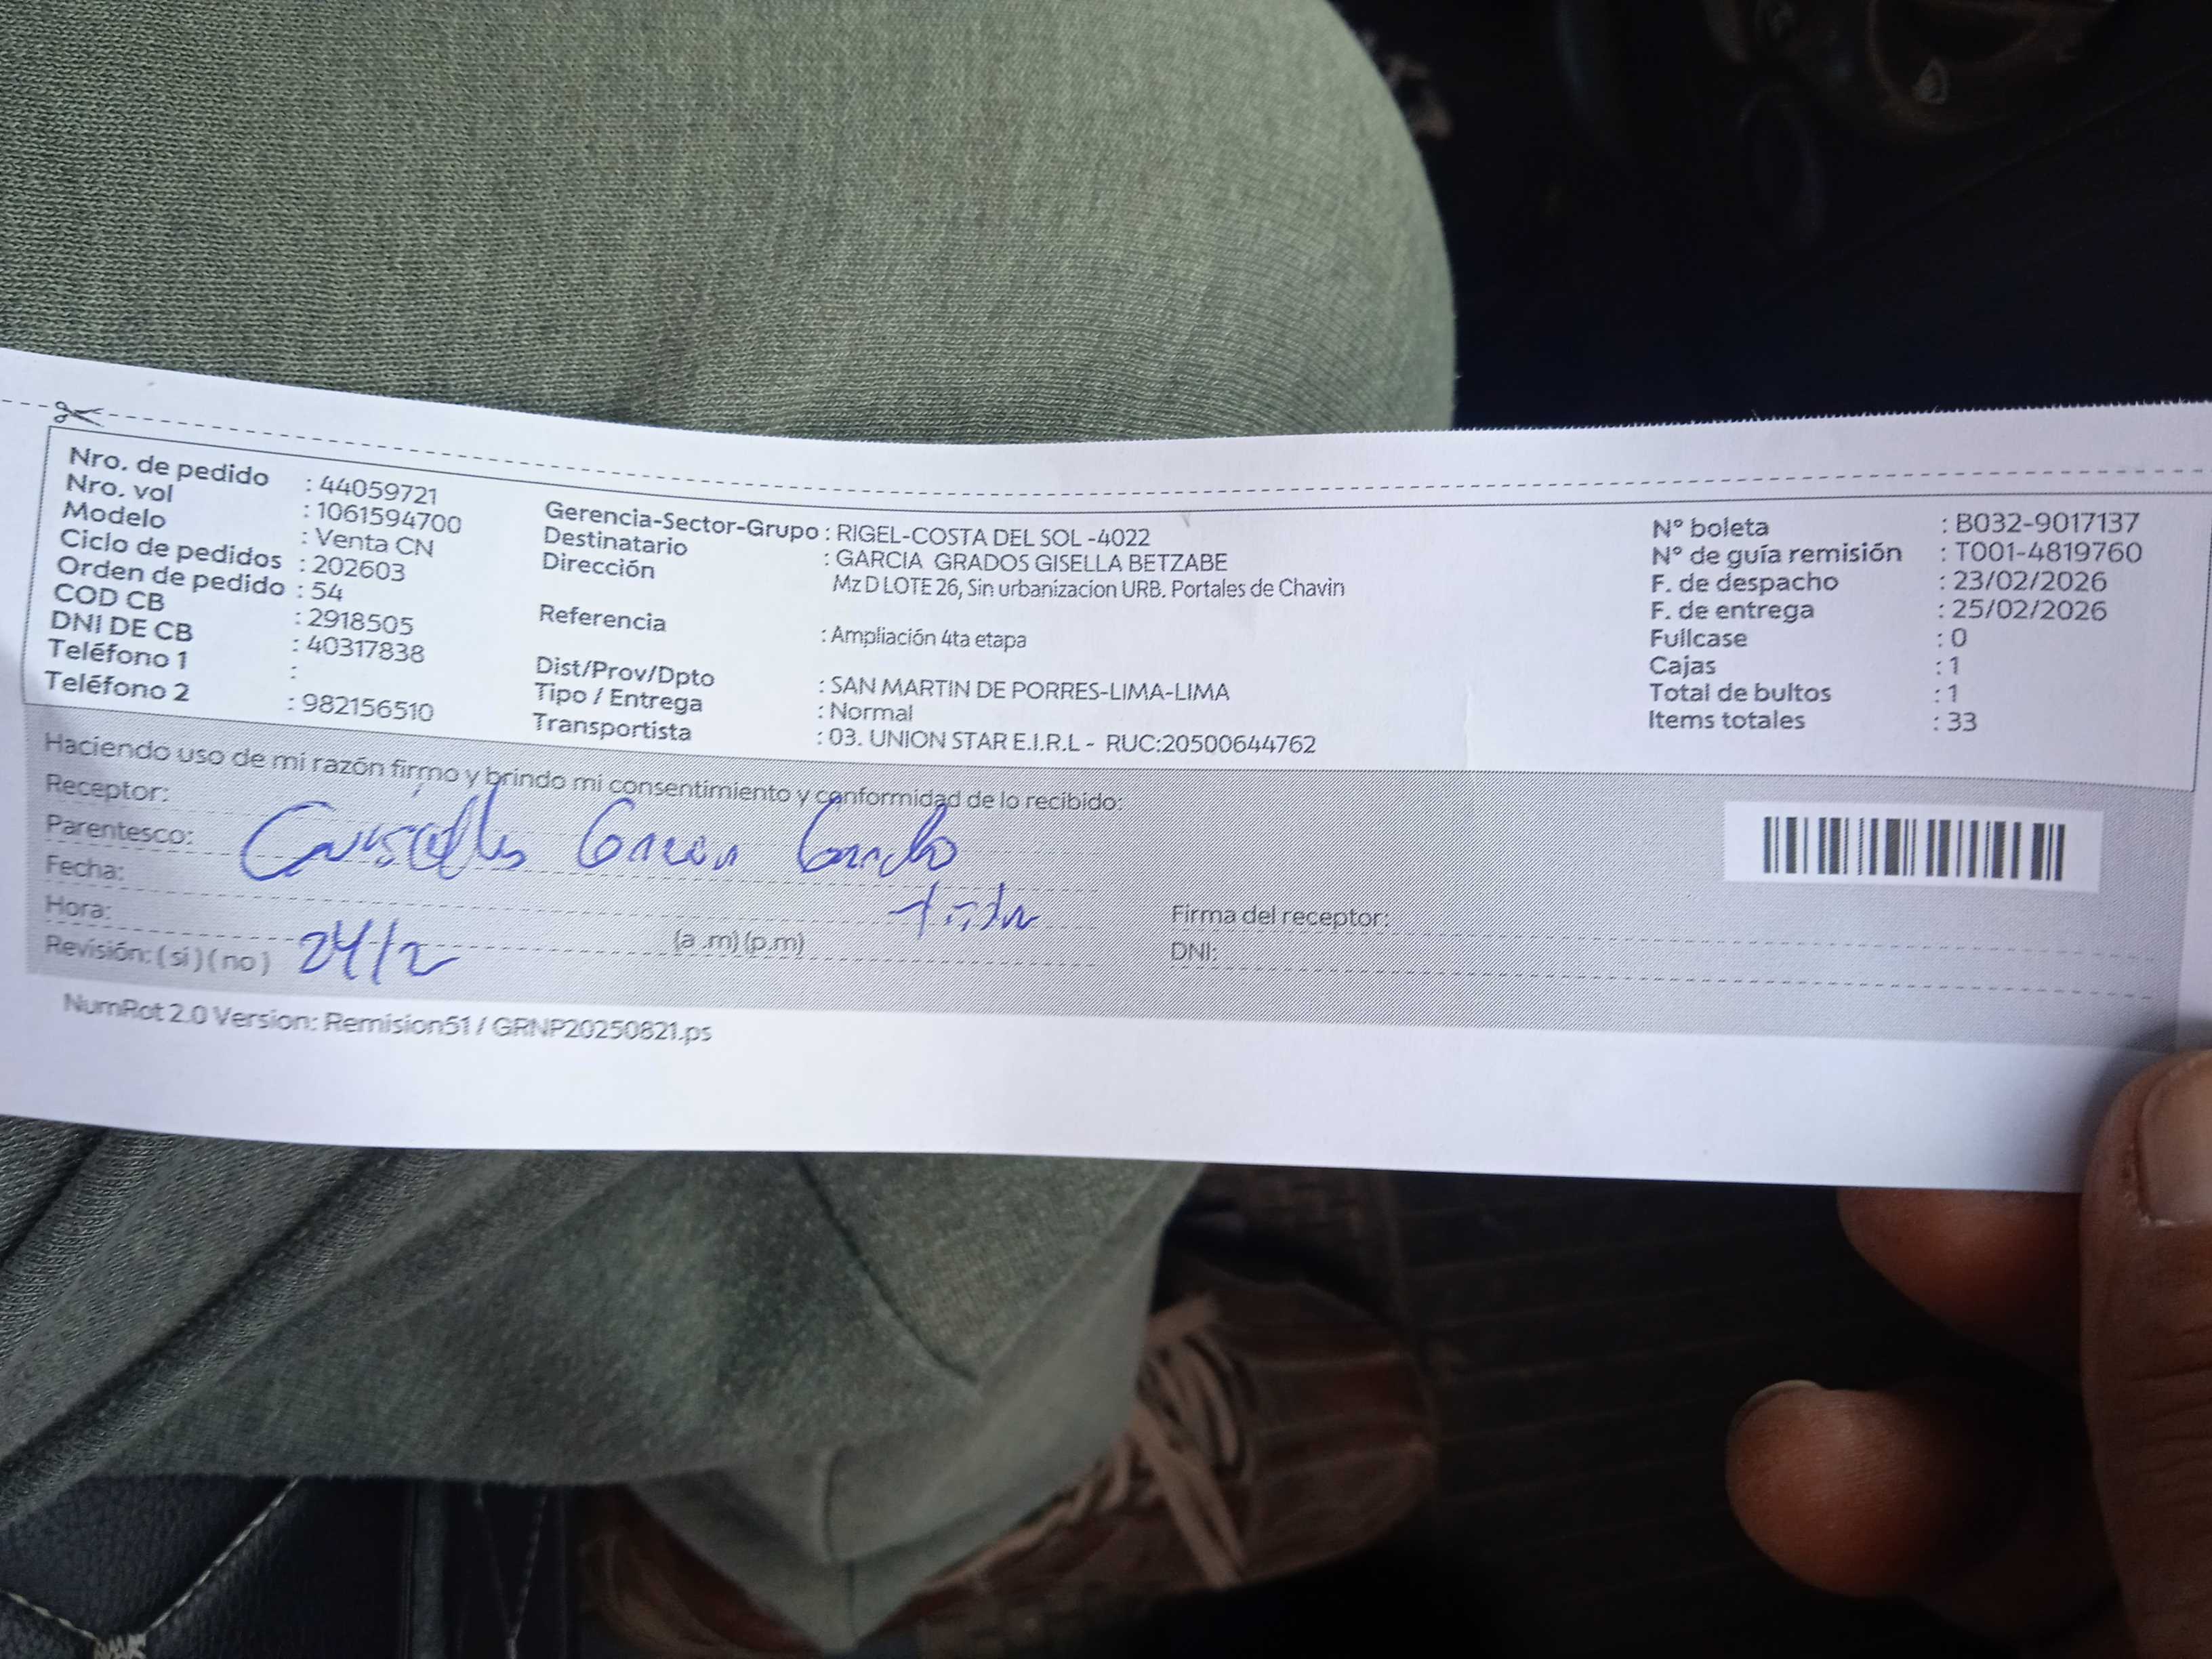 Nro. de pedido : 44059721
Nro. vol : 1061594700
Modelo : Venta CN
Ciclo de pedidos : 202603
Orden de pedido : 54
COD CB : 2918505
DNI DE CB : 40317838
Teléfono 1 :
Teléfono 2 : 982156510
Gerencia-Sector-Grupo : RIGEL-COSTA DEL SOL -4022
Destinatario : GARCIA GRADOS GISELLA BETZABE
Dirección Mz D LOTE 26, Sin urbanizacion URB. Portales de Chavin
Referencia : Ampliación 4ta etapa
Dist/Prov/Dpto : SAN MARTIN DE PORRES-LIMA-LIMA
Tipo / Entrega : Normal
Transportista : 03. UNION STAR E.I.R.L - RUC:20500644762
N° boleta : B032-9017137
N° de guía remisión : T001-4819760
F. de despacho : 23/02/2026
F. de entrega : 25/02/2026
Fullcase : 0
Cajas : 1
Total de bultos : 1
Items totales : 33
Haciendo uso de mi razón firmo y brindo mi consentimiento y conformidad de lo recibido:
Receptor:
Parentesco:
Fecha:
Hora: (a .m) (p.m)
Revisión: ( si ) ( no ) 24/2
Firma del receptor:
DNI:
NumRot 2.0 Version: Remision51 / GRNP20250821.ps